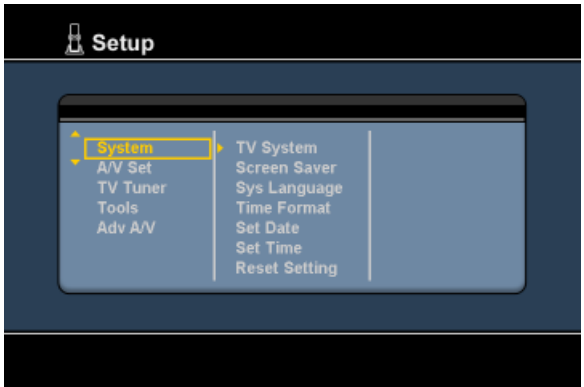 Setup
System
A/V Set
TV Tuner
Tools
Adv A/V
TV System
Screen Saver
Sys Language
Time Format
Set Date
Set Time
Reset Setting